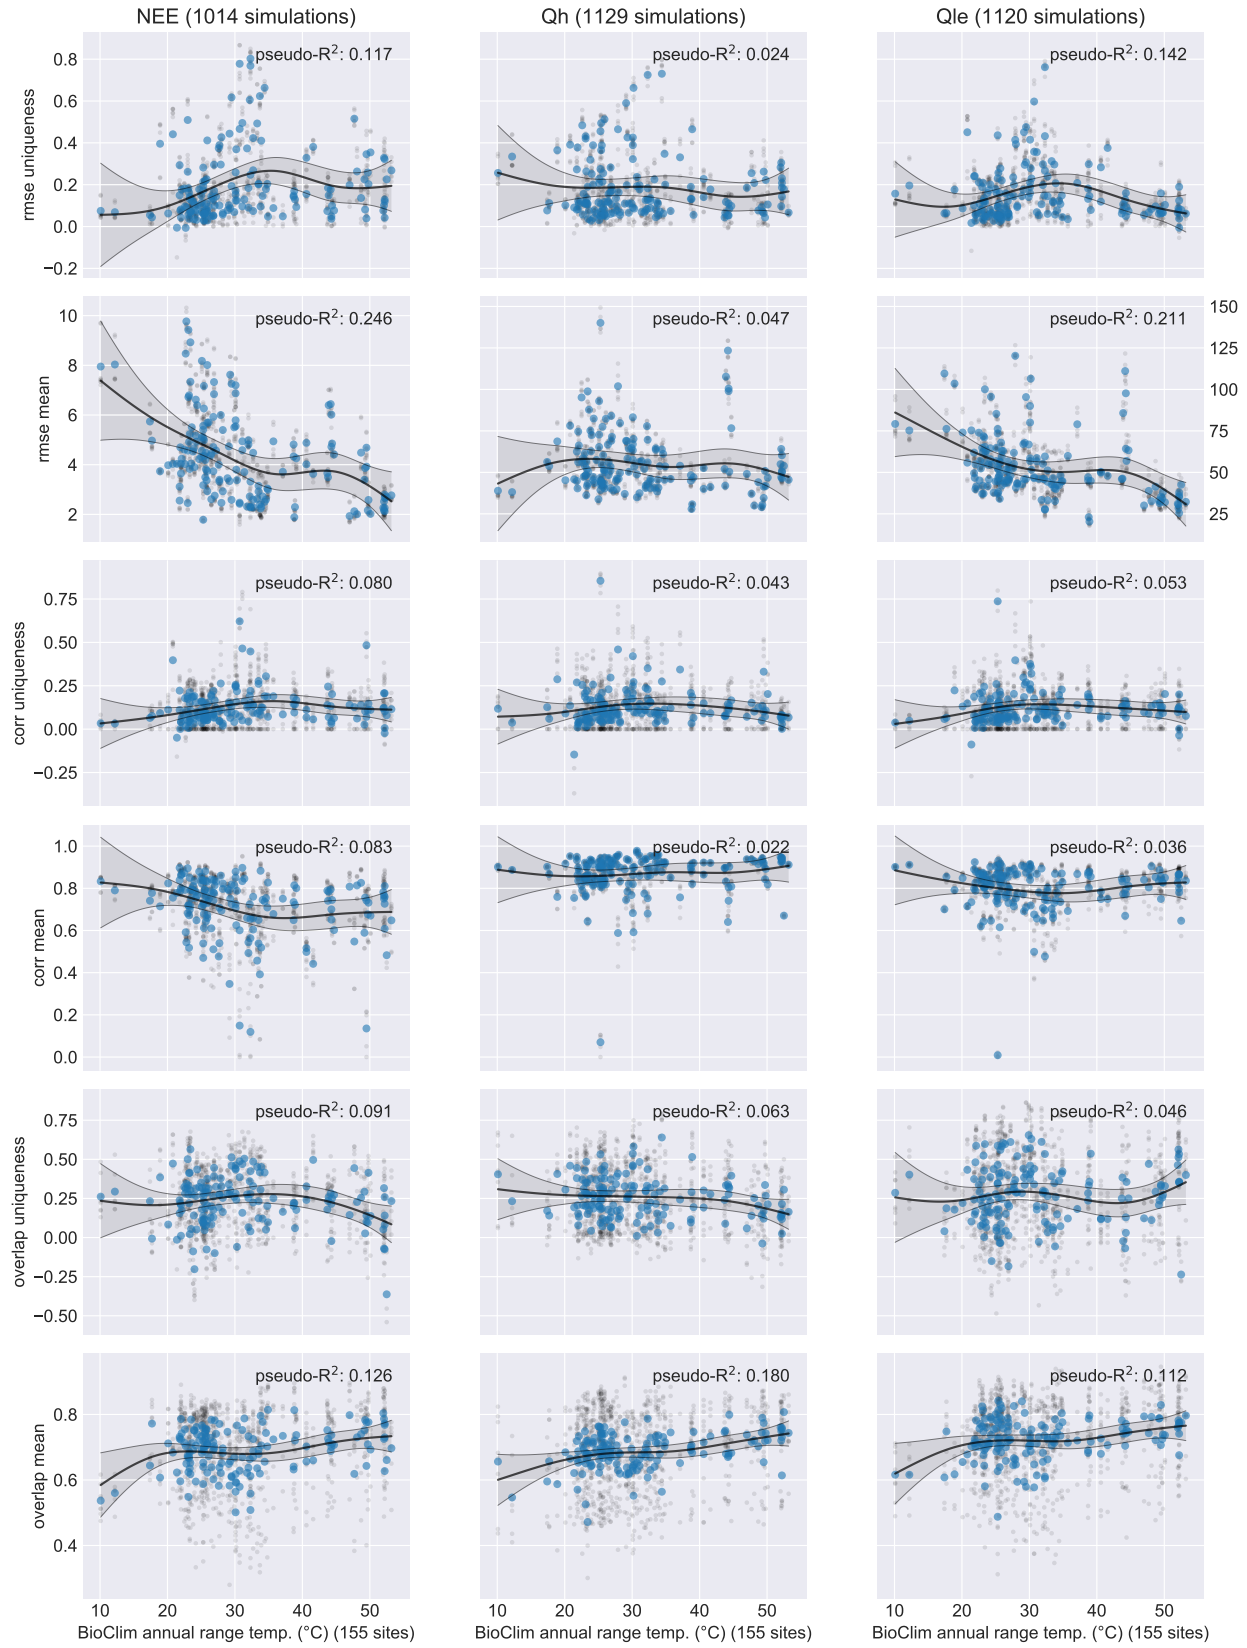 NEE (1014 simulations) Qh (1129 simulations) Qle (1120 simulations)
rmse uniqueness
0.8
0.6
0.4
0.2
0.0
−0.2
pseudo-R²: 0.117 pseudo-R²: 0.024 pseudo-R²: 0.142
rmse mean
10
8
6
4
2
pseudo-R²: 0.246 pseudo-R²: 0.047 pseudo-R²: 0.211
150
125
100
75
50
25
corr uniqueness
0.75
0.50
0.25
0.00
−0.25
pseudo-R²: 0.080 pseudo-R²: 0.043 pseudo-R²: 0.053
corr mean
1.0
0.8
0.6
0.4
0.2
0.0
pseudo-R²: 0.083 pseudo-R²: 0.022 pseudo-R²: 0.036
overlap uniqueness
0.75
0.50
0.25
0.00
−0.25
−0.50
pseudo-R²: 0.091 pseudo-R²: 0.063 pseudo-R²: 0.046
overlap mean
0.8
0.6
0.4
pseudo-R²: 0.126 pseudo-R²: 0.180 pseudo-R²: 0.112
10 20 30 40 50 10 20 30 40 50 10 20 30 40 50
BioClim annual range temp. (°C) (155 sites) BioClim annual range temp. (°C) (155 sites) BioClim annual range temp. (°C) (155 sites)